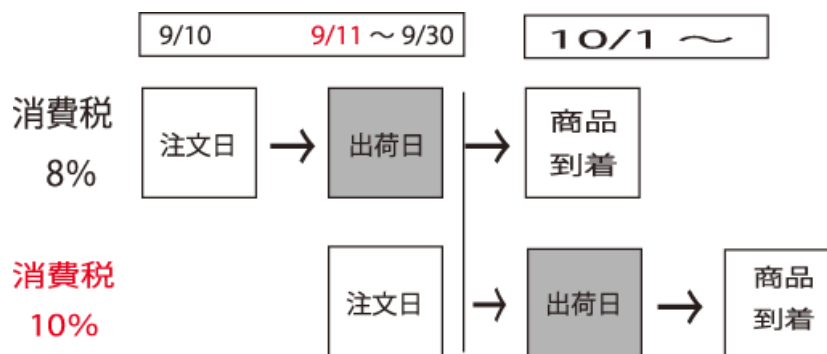 9/10 9/11 ～ 9/30 10/1 ～
消費税
8%
注文日 → 出荷日 → 商品
到着
消費税
10%
注文日 → 出荷日 → 商品
到着